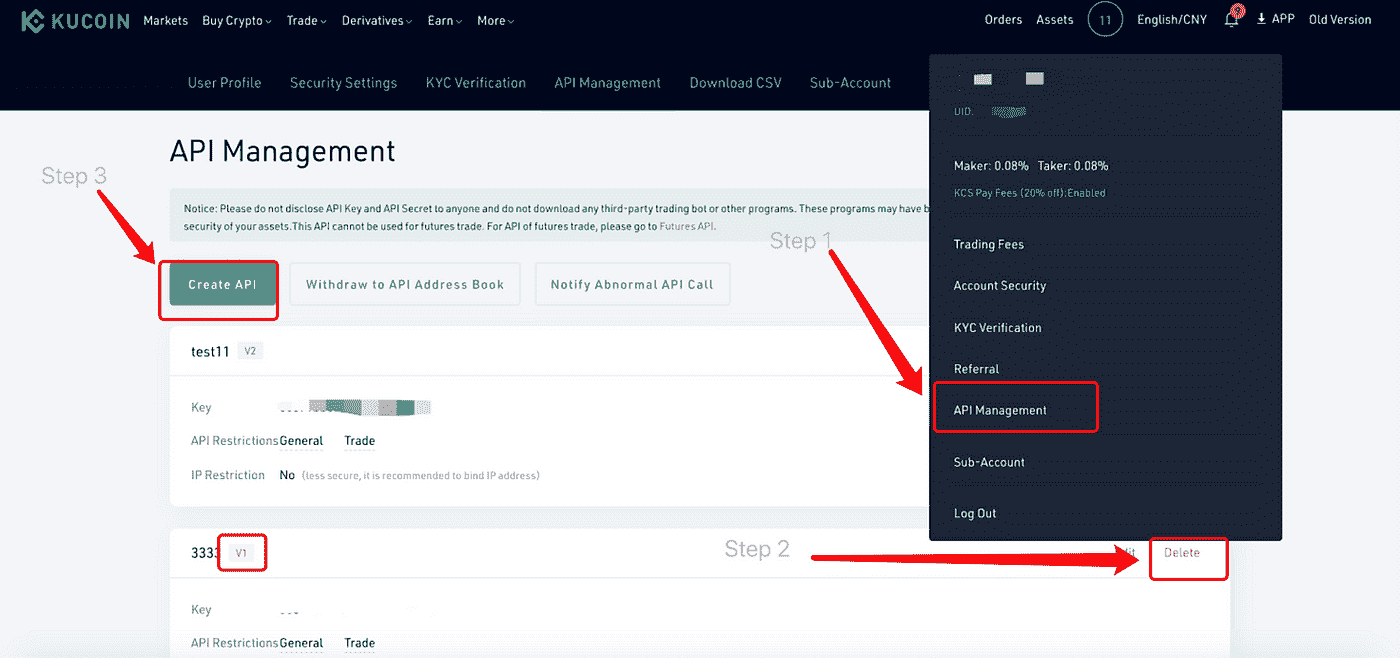 KUCOIN Markets Buy Crypto Trade Derivatives Earn More Orders Assets 11 English/CNY APP Old Version
User Profile Security Settings KYC Verification API Management Download CSV Sub-Account
UID:
Maker: 0.08% Taker: 0.08%
KCS Pay Fees (20% off):Enabled
Trading Fees
Account Security
KYC Verification
Referral
API Management
Sub-Account
Log Out
API Management
Step 3
Notice: Please do not disclose API Key and API Secret to anyone and do not download any third-party trading bot or other programs. These programs may have
security of your assets.This API cannot be used for futures trade. For API of futures trade, please go to Futures API.
Step 1
Create API Withdraw to API Address Book Notify Abnormal API Call
test11 V2
Key
API Restrictions General Trade
IP Restriction No (less secure, it is recommended to bind IP address)
Step 2
3333 V1 Delete
Key
API Restrictions General Trade